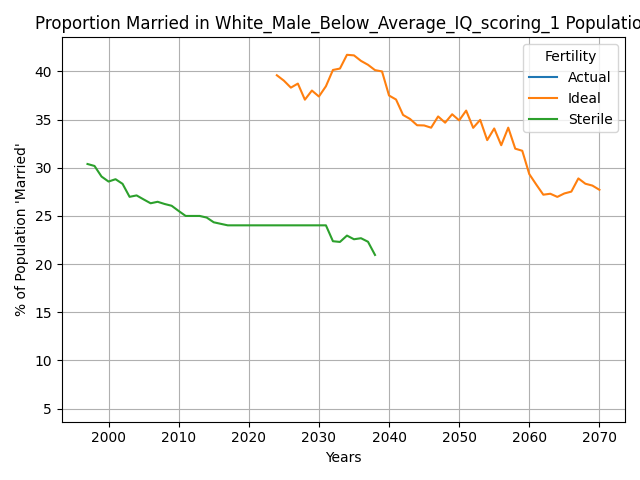 Proportion Married in White_Male_Below_Average_IQ_scoring_1 Populatio
Fertility
Actual
Ideal
Sterile
% of Population 'Married'
40
35
30
25
20
15
10
5
2000 2010 2020 2030 2040 2050 2060 2070
Years